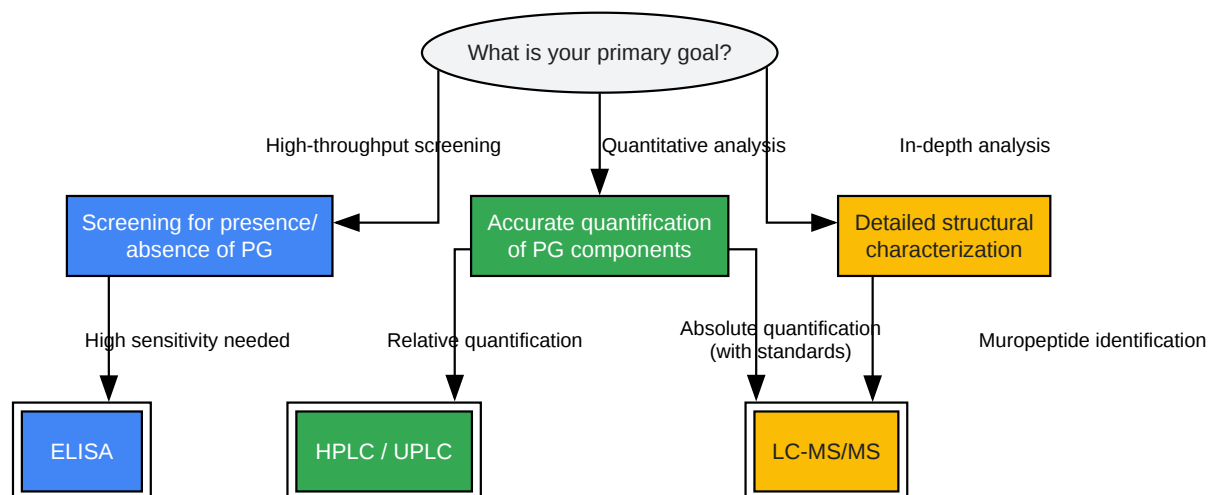 What is your primary goal?
High-throughput screening
Quantitative analysis
In-depth analysis
Screening for presence/
absence of PG
Accurate quantification
of PG components
Detailed structural
characterization
High sensitivity needed
Relative quantification
Absolute quantification
(with standards)
Muropeptide identification
ELISA
HPLC / UPLC
LC-MS/MS